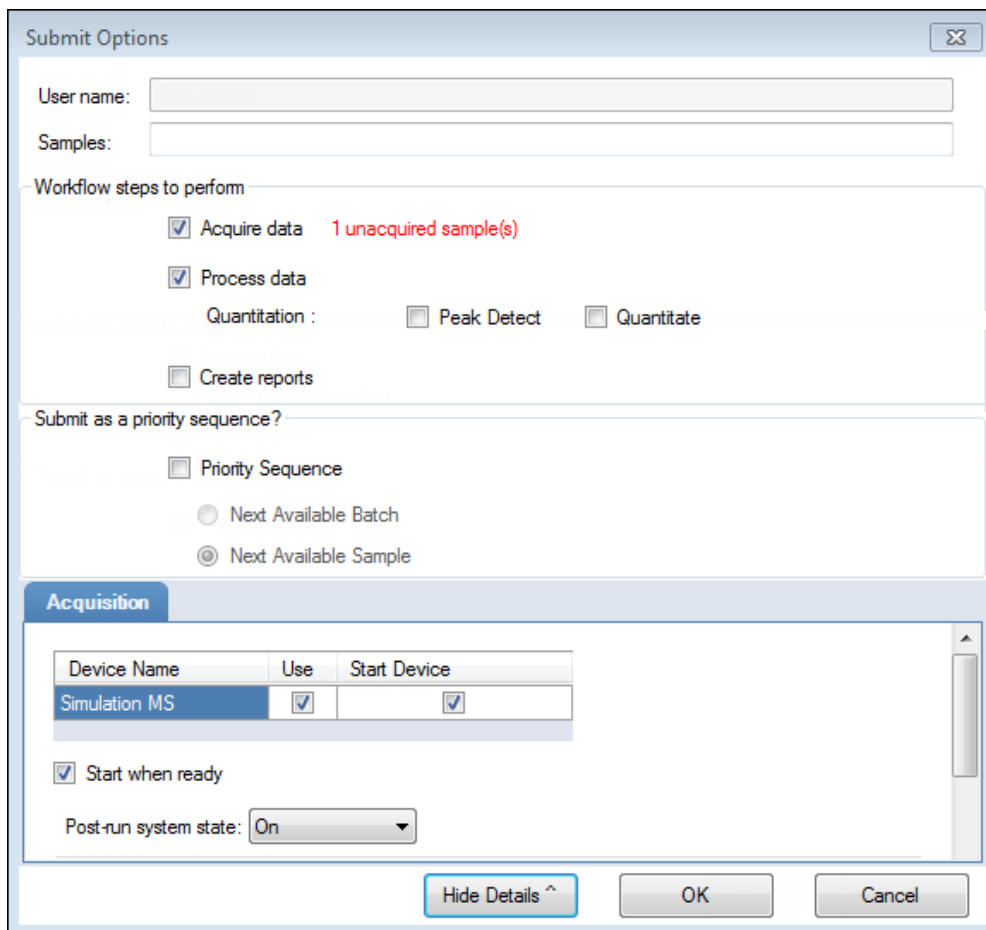 Submit Options
User name:
Samples:
Workflow steps to perform
Acquire data 1 unacquired sample(s)
Process data
Quantitation : Peak Detect Quantitate
Create reports
Submit as a priority sequence?
Priority Sequence
Next Available Batch
Next Available Sample
Acquisition
Device Name Use Start Device
Simulation MS
Start when ready
Post-run system state: On
Hide Details ^ OK Cancel